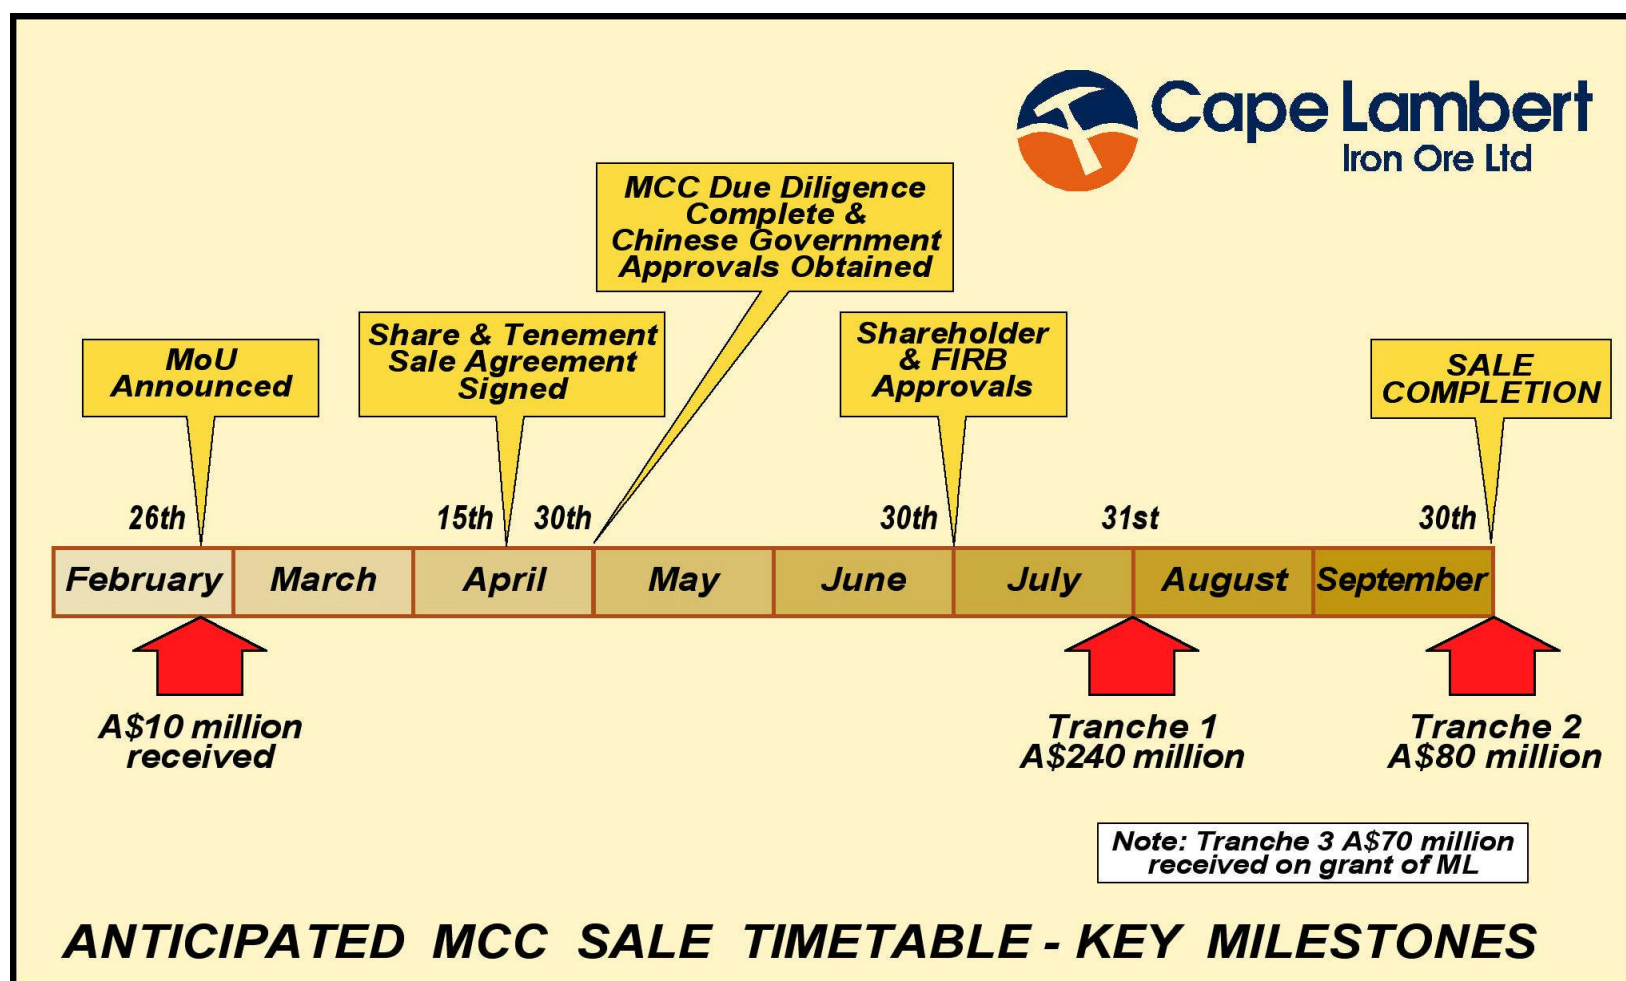 Cape Lambert
Iron Ore Ltd
MCC Due Diligence
Complete &
Chinese Government
Approvals Obtained
MoU
Announced
Share & Tenement
Sale Agreement
Signed
Shareholder
& FIRB
Approvals
SALE
COMPLETION
26th
15th
30th
30th
31st
30th
February
March
April
May
June
July
August
September
A$10 million
received
Tranche 1
A$240 million
Tranche 2
A$80 million
Note: Tranche 3 A$70 million
received on grant of ML
ANTICIPATED MCC SALE TIMETABLE - KEY MILESTONES